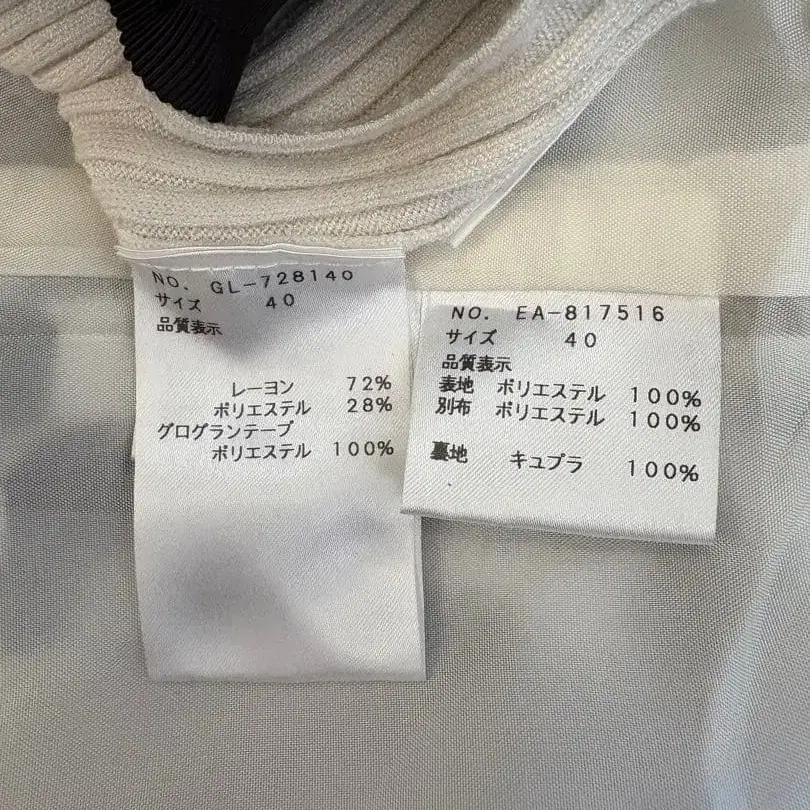 NO. GL-728140
サイズ 40
品質表示
レーヨン 72%
ポリエステル 28%
グログランテープ
ポリエステル 100%
NO. EA-817516
サイズ 40
品質表示
表地 ポリエステル 100%
別布 ポリエステル 100%
裏地 キュプラ 100%